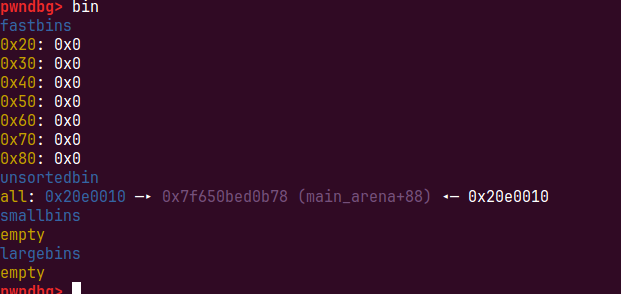 pwndbg> bin
fastbins
0x20: 0x0
0x30: 0x0
0x40: 0x0
0x50: 0x0
0x60: 0x0
0x70: 0x0
0x80: 0x0
unsortedbin
all: 0x20e0010 —▸ 0x7f650bed0b78 (main_arena+88) ◂— 0x20e0010
smallbins
empty
largebins
empty
pwndbg>